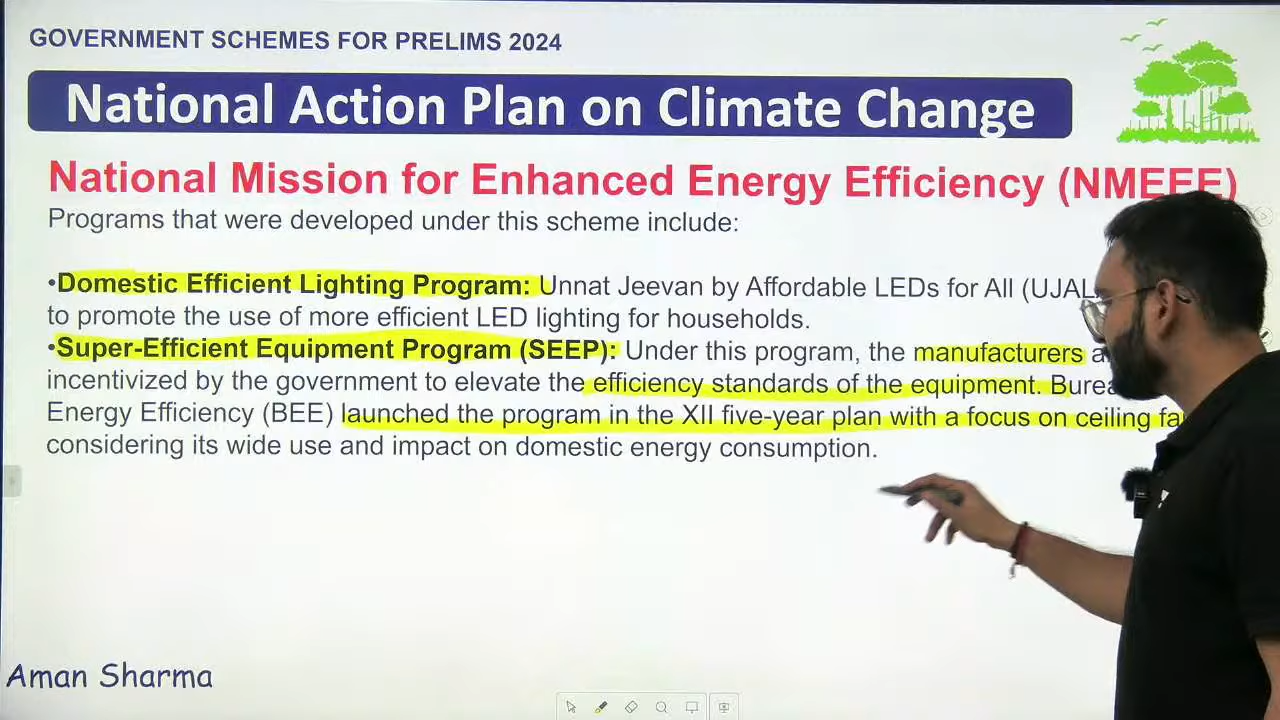 GOVERNMENT SCHEMES FOR PRELIMS 2024
National Action Plan on Climate Change
National Mission for Enhanced Energy Efficiency (NMEEE)
Programs that were developed under this scheme include:
•Domestic Efficient Lighting Program: Unnat Jeevan by Affordable LEDs for All (UJAL
to promote the use of more efficient LED lighting for households.
•Super-Efficient Equipment Program (SEEP): Under this program, the manufacturers a
incentivized by the government to elevate the efficiency standards of the equipment. Burea
Energy Efficiency (BEE) launched the program in the XII five-year plan with a focus on ceiling fa
considering its wide use and impact on domestic energy consumption.
Aman Sharma